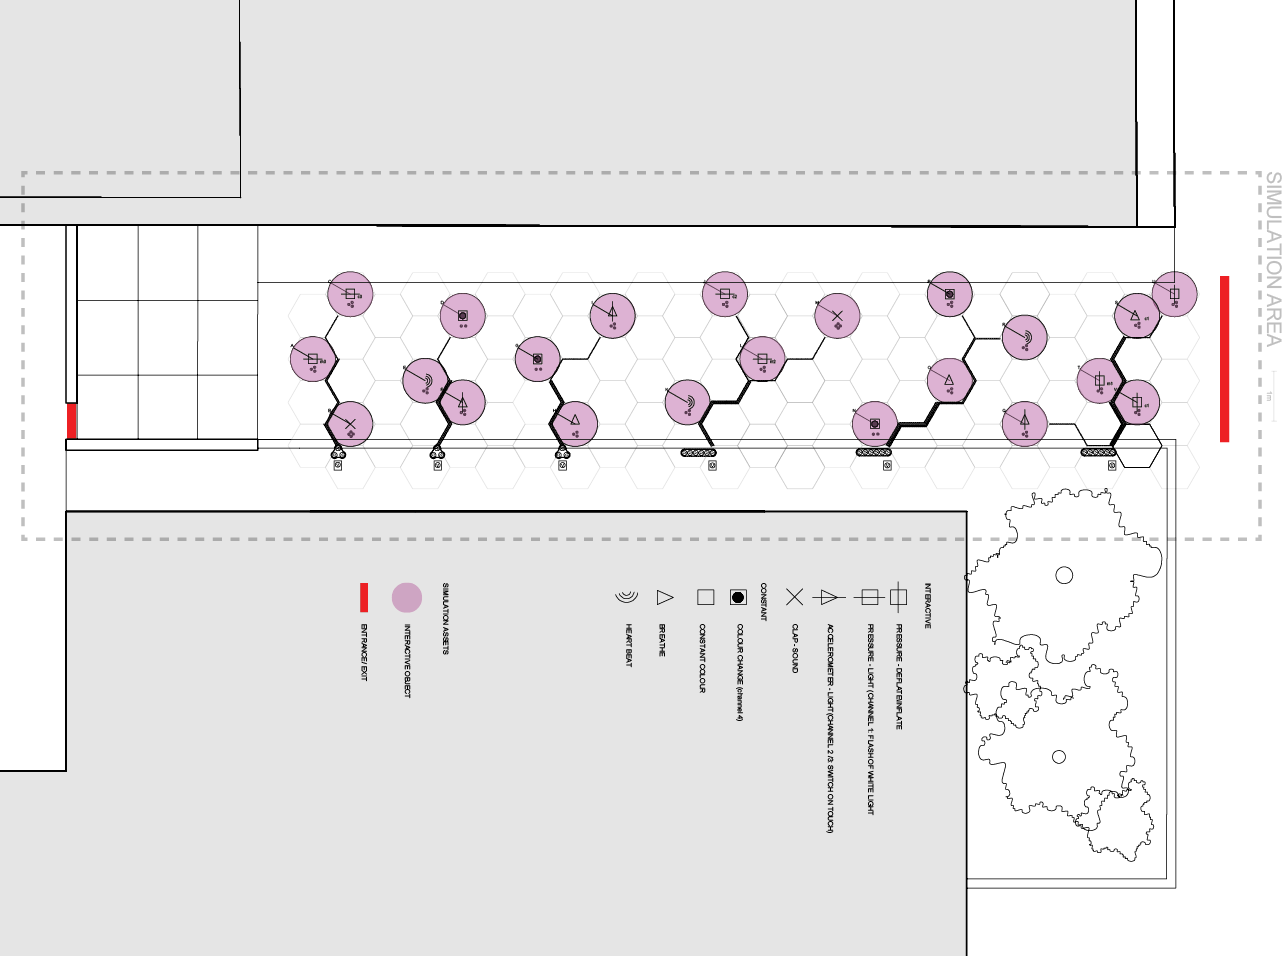 SIMULATION AREA
1m
INTERACTIVE
PRESSURE - DEFLATE/INFLATE
PRESSURE - LIGHT (CHANNEL 1: FLASH OF WHITE LIGHT
ACCELEROMETER - LIGHT(CHANNEL 2 /3: SWITCH ON TOUCH)
CLAP - SOUND
CONSTANT
COLOUR CHANGE (channel 4)
CONSTANT COLOUR
BREATHE
HEART BEAT
SIMULATION ASSETS
INTERACTIVE OBJECT
ENTRANCE/ EXIT